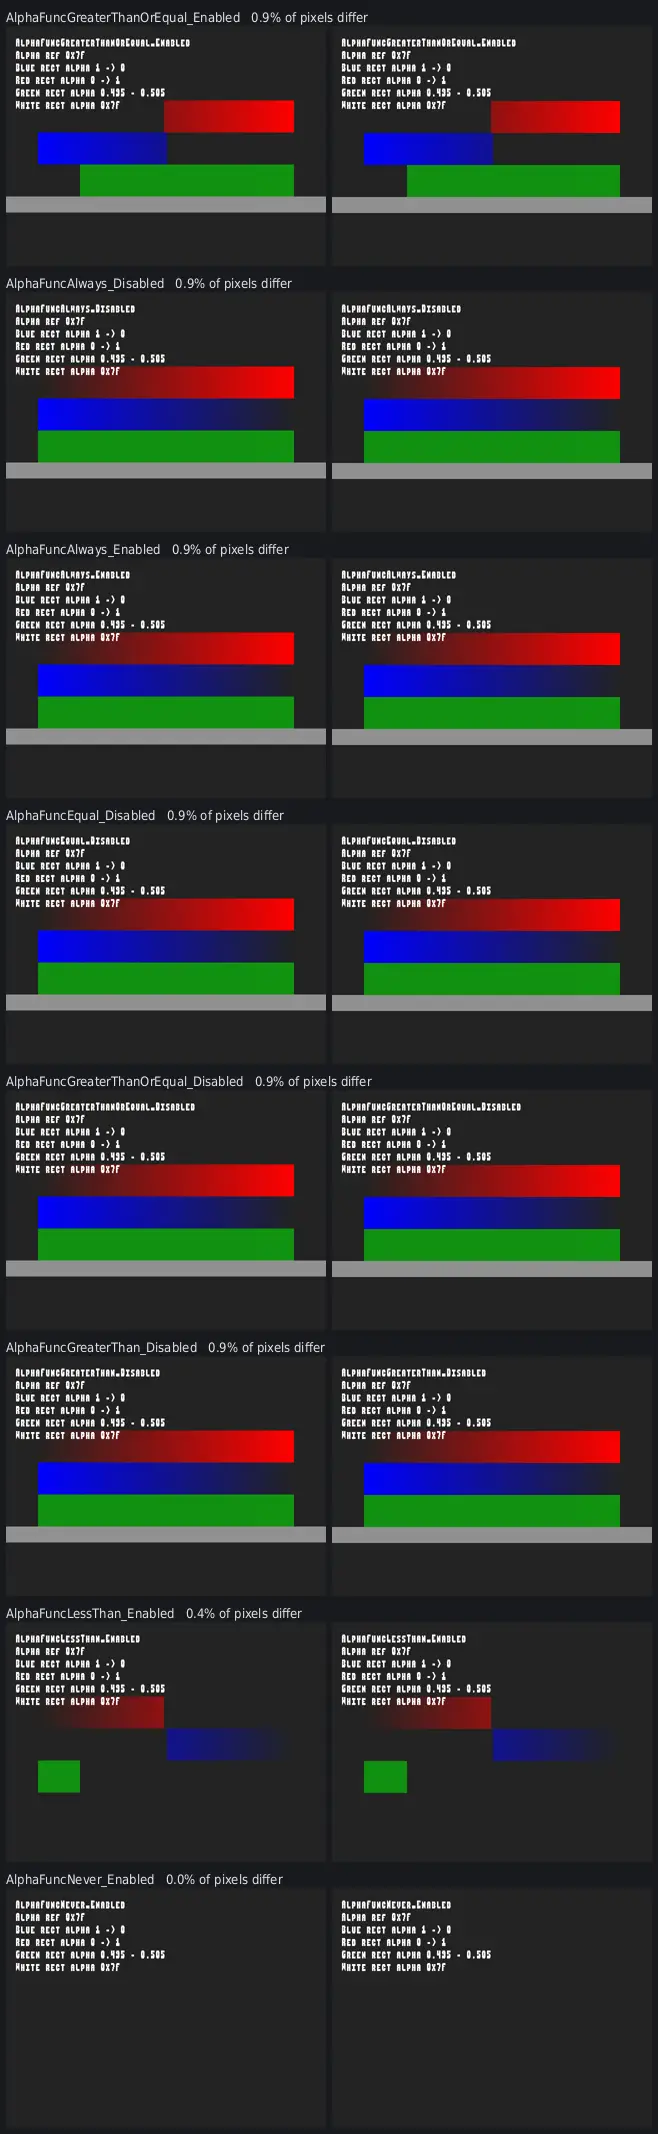 AlphaFuncGreaterThanOrEqual_Enabled 0.9% of pixels differ
AlphaFuncGreaterThanOrEqual_Enabled AlphaFuncGreaterThanOrEqual_Enabled
Alpha ref 0x7f Alpha ref 0x7f
Blue rect alpha 1 -> 0 Blue rect alpha 1 -> 0
Red rect alpha 0 -> 1 Red rect alpha 0 -> 1
Green rect alpha 0.495 - 0.505 Green rect alpha 0.495 - 0.505
White rect alpha 0x7f White rect alpha 0x7f
AlphaFuncAlways_Disabled 0.9% of pixels differ
AlphaFuncAlways_Disabled AlphaFuncAlways_Disabled
Alpha ref 0x7f Alpha ref 0x7f
Blue rect alpha 1 -> 0 Blue rect alpha 1 -> 0
Red rect alpha 0 -> 1 Red rect alpha 0 -> 1
Green rect alpha 0.495 - 0.505 Green rect alpha 0.495 - 0.505
White rect alpha 0x7f White rect alpha 0x7f
AlphaFuncAlways_Enabled 0.9% of pixels differ
AlphaFuncAlways_Enabled AlphaFuncAlways_Enabled
Alpha ref 0x7f Alpha ref 0x7f
Blue rect alpha 1 -> 0 Blue rect alpha 1 -> 0
Red rect alpha 0 -> 1 Red rect alpha 0 -> 1
Green rect alpha 0.495 - 0.505 Green rect alpha 0.495 - 0.505
White rect alpha 0x7f White rect alpha 0x7f
AlphaFuncEqual_Disabled 0.9% of pixels differ
AlphaFuncEqual_Disabled AlphaFuncEqual_Disabled
Alpha ref 0x7f Alpha ref 0x7f
Blue rect alpha 1 -> 0 Blue rect alpha 1 -> 0
Red rect alpha 0 -> 1 Red rect alpha 0 -> 1
Green rect alpha 0.495 - 0.505 Green rect alpha 0.495 - 0.505
White rect alpha 0x7f White rect alpha 0x7f
AlphaFuncGreaterThanOrEqual_Disabled 0.9% of pixels differ
AlphaFuncGreaterThanOrEqual_Disabled AlphaFuncGreaterThanOrEqual_Disabled
Alpha ref 0x7f Alpha ref 0x7f
Blue rect alpha 1 -> 0 Blue rect alpha 1 -> 0
Red rect alpha 0 -> 1 Red rect alpha 0 -> 1
Green rect alpha 0.495 - 0.505 Green rect alpha 0.495 - 0.505
White rect alpha 0x7f White rect alpha 0x7f
AlphaFuncGreaterThan_Disabled 0.9% of pixels differ
AlphaFuncGreaterThan_Disabled AlphaFuncGreaterThan_Disabled
Alpha ref 0x7f Alpha ref 0x7f
Blue rect alpha 1 -> 0 Blue rect alpha 1 -> 0
Red rect alpha 0 -> 1 Red rect alpha 0 -> 1
Green rect alpha 0.495 - 0.505 Green rect alpha 0.495 - 0.505
White rect alpha 0x7f White rect alpha 0x7f
AlphaFuncLessThan_Enabled 0.4% of pixels differ
AlphaFuncLessThan_Enabled AlphaFuncLessThan_Enabled
Alpha ref 0x7f Alpha ref 0x7f
Blue rect alpha 1 -> 0 Blue rect alpha 1 -> 0
Red rect alpha 0 -> 1 Red rect alpha 0 -> 1
Green rect alpha 0.495 - 0.505 Green rect alpha 0.495 - 0.505
White rect alpha 0x7f White rect alpha 0x7f
AlphaFuncNever_Enabled 0.0% of pixels differ
AlphaFuncNever_Enabled AlphaFuncNever_Enabled
Alpha ref 0x7f Alpha ref 0x7f
Blue rect alpha 1 -> 0 Blue rect alpha 1 -> 0
Red rect alpha 0 -> 1 Red rect alpha 0 -> 1
Green rect alpha 0.495 - 0.505 Green rect alpha 0.495 - 0.505
White rect alpha 0x7f White rect alpha 0x7f